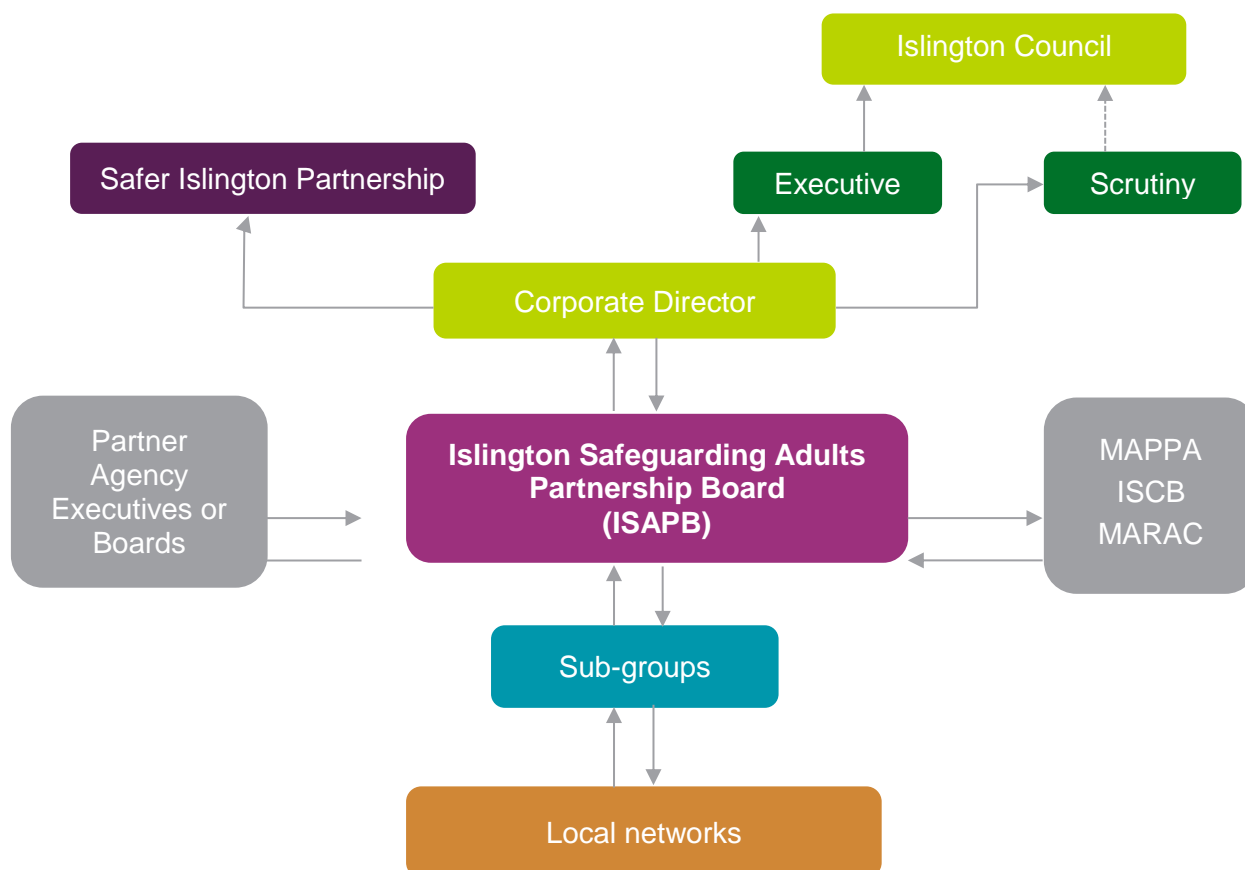 Islington Council
Safer Islington Partnership
Executive
Scrutiny
Corporate Director
Partner
Agency
Executives or
Boards
Islington Safeguarding Adults
Partnership Board
(ISAPB)
MAPPA
ISCB
MARAC
Sub-groups
Local networks